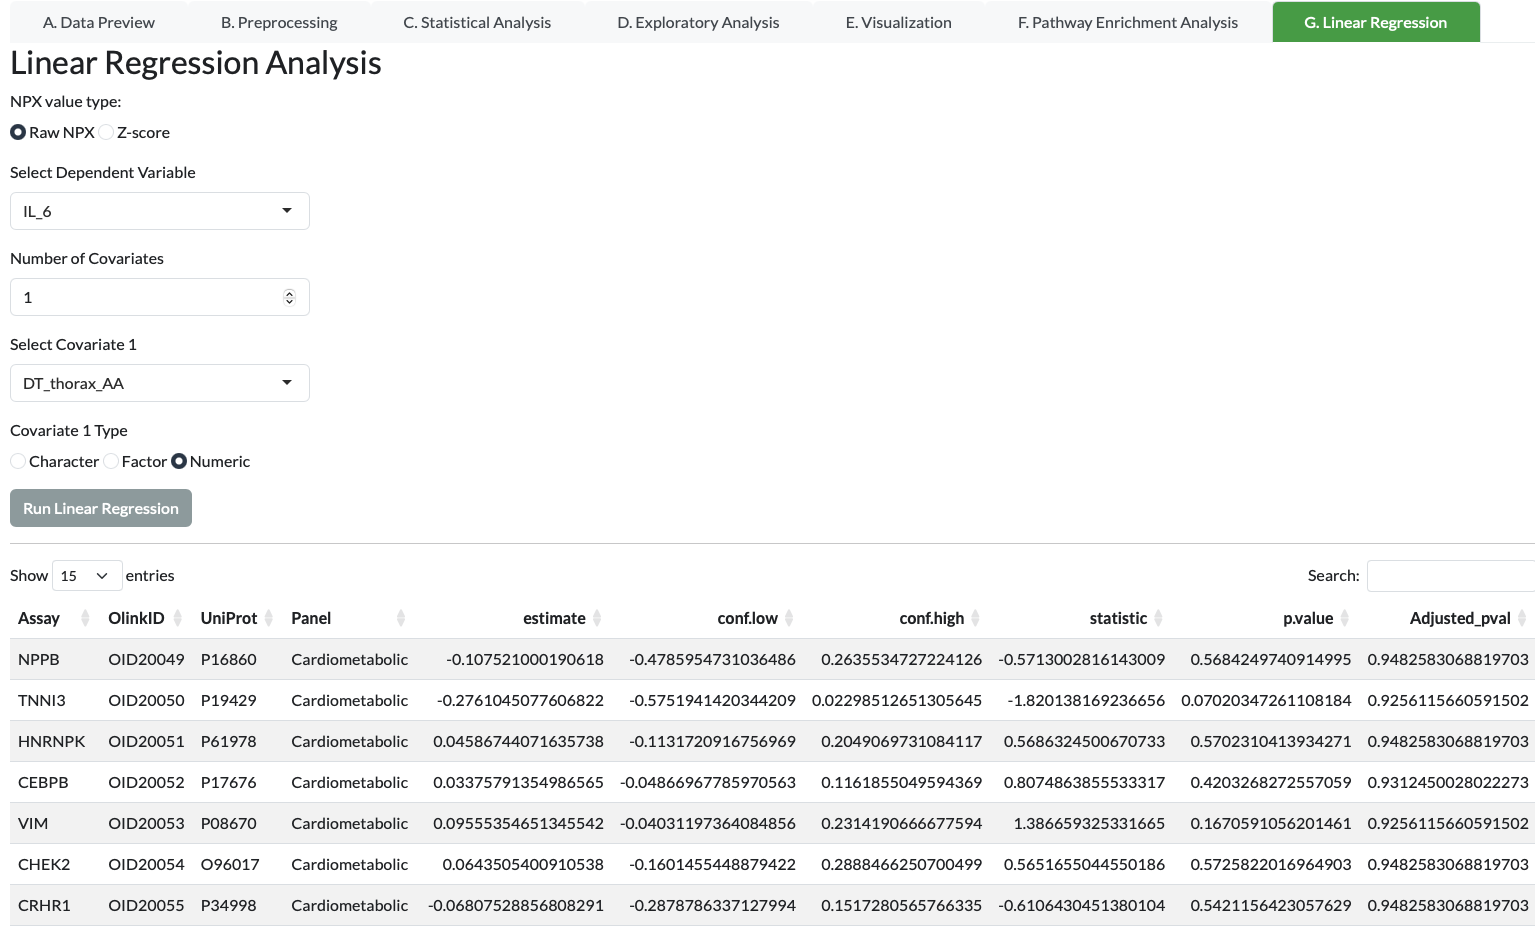 A. Data Preview B. Preprocessing C. Statistical Analysis D. Exploratory Analysis E. Visualization F. Pathway Enrichment Analysis G. Linear Regression
Linear Regression Analysis
NPX value type:
Raw NPX Z-score
Select Dependent Variable
IL_6
Number of Covariates
1
Select Covariate 1
DT_thorax_AA
Covariate 1 Type
Character Factor Numeric
Run Linear Regression
Show 15 entries Search:
Assay OlinkID UniProt Panel estimate conf.low conf.high statistic p.value Adjusted_pval
NPPB OID20049 P16860 Cardiometabolic -0.107521000190618 -0.4785954731036486 0.2635534727224126 -0.5713002816143009 0.5684249740914995 0.9482583068819703
TNNI3 OID20050 P19429 Cardiometabolic -0.2761045077606822 -0.5751941420344209 0.02298512651305645 -1.820138169236656 0.07020347261108184 0.9256115660591502
HNRNPK OID20051 P61978 Cardiometabolic 0.04586744071635738 -0.1131720916756969 0.2049069731084117 0.5686324500670733 0.5702310413934271 0.9482583068819703
CEBPB OID20052 P17676 Cardiometabolic 0.03375791354986565 -0.04866967785970563 0.1161855049594369 0.8074863855533317 0.4203268272557059 0.9312450028022273
VIM OID20053 P08670 Cardiometabolic 0.09555354651345542 -0.04031197364084856 0.2314190666677594 1.386659325331665 0.1670591056201461 0.9256115660591502
CHEK2 OID20054 O96017 Cardiometabolic 0.0643505400910538 -0.1601455448879422 0.2888466250700499 0.5651655044550186 0.5725822016964903 0.9482583068819703
CRHR1 OID20055 P34998 Cardiometabolic -0.06807528856808291 -0.2878786337127994 0.1517280565766335 -0.6106430451380104 0.5421156423057629 0.9482583068819703